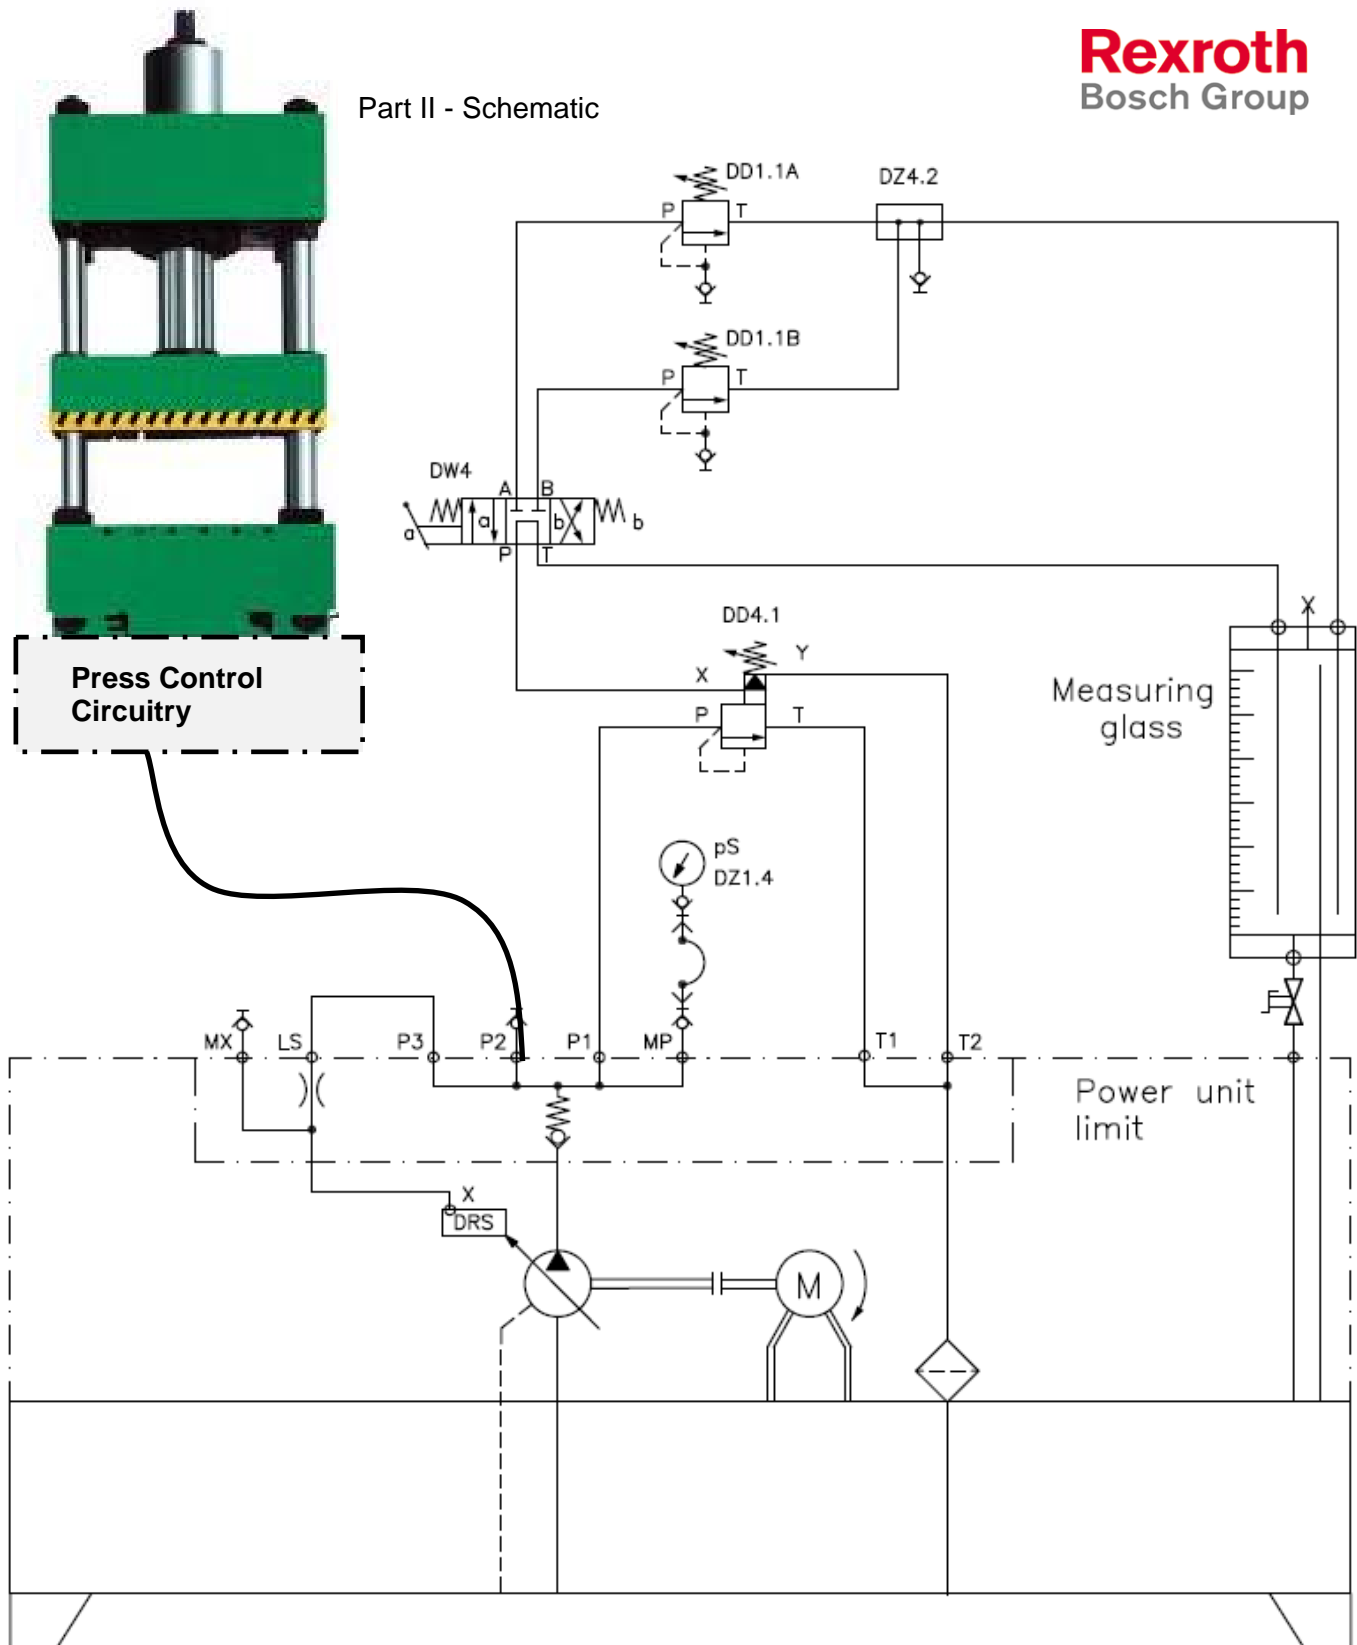 Rexroth
Bosch Group
Part II - Schematic
DD1.1A
DZ4.2
P
T
DD1.1B
P
T
DW4
A
B
a
a
b
b
P
T
DD4.1
X
Y
X
P
T
Press Control
Circuitry
Measuring
glass
pS
DZ1.4
MX
LS
P3
P2
P1
MP
T1
T2
Power unit
limit
X
DRS
M